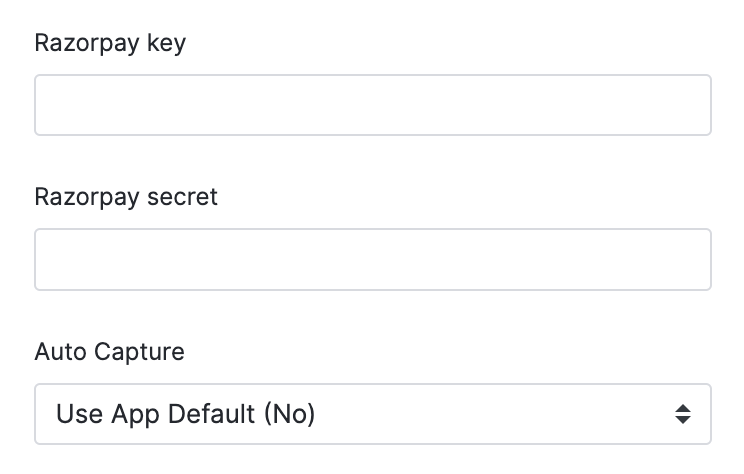 Razorpay key
Razorpay secret
Auto Capture
Use App Default (No)